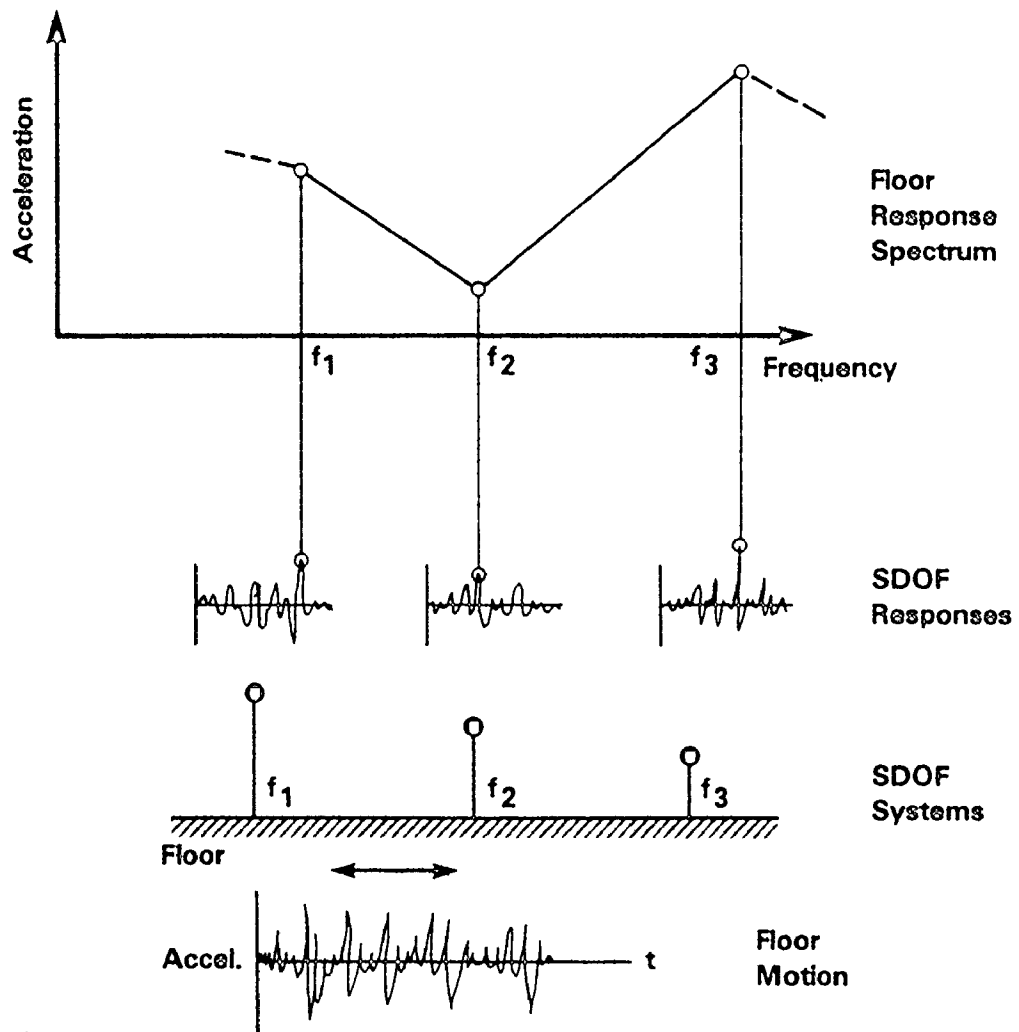 Acceleration
Floor
Response
Spectrum
f1
f2
f3
Frequency
SDOF
Responses
f1
f2
f3
SDOF
Systems
Floor
Accel.
t
Floor
Motion